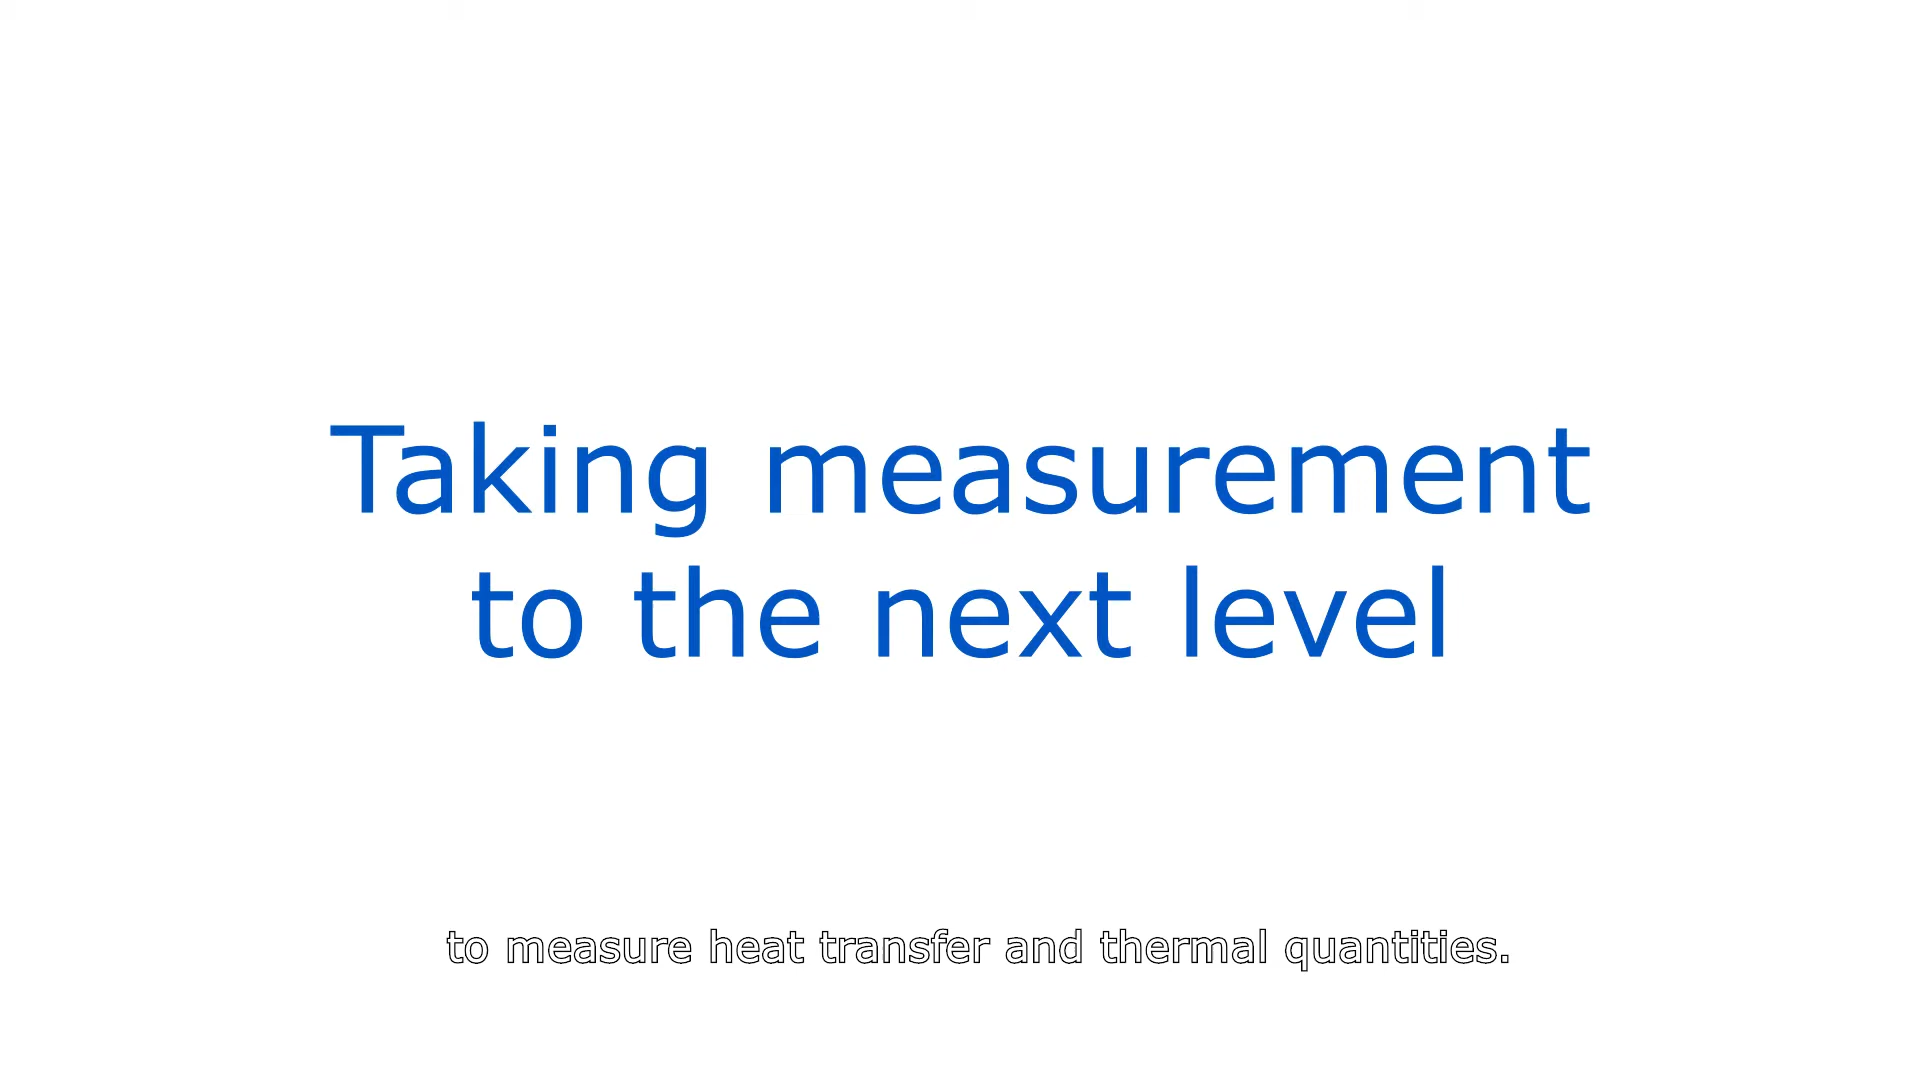 Taking measurement
to the next level
to measure heat transfer and thermal quantities.